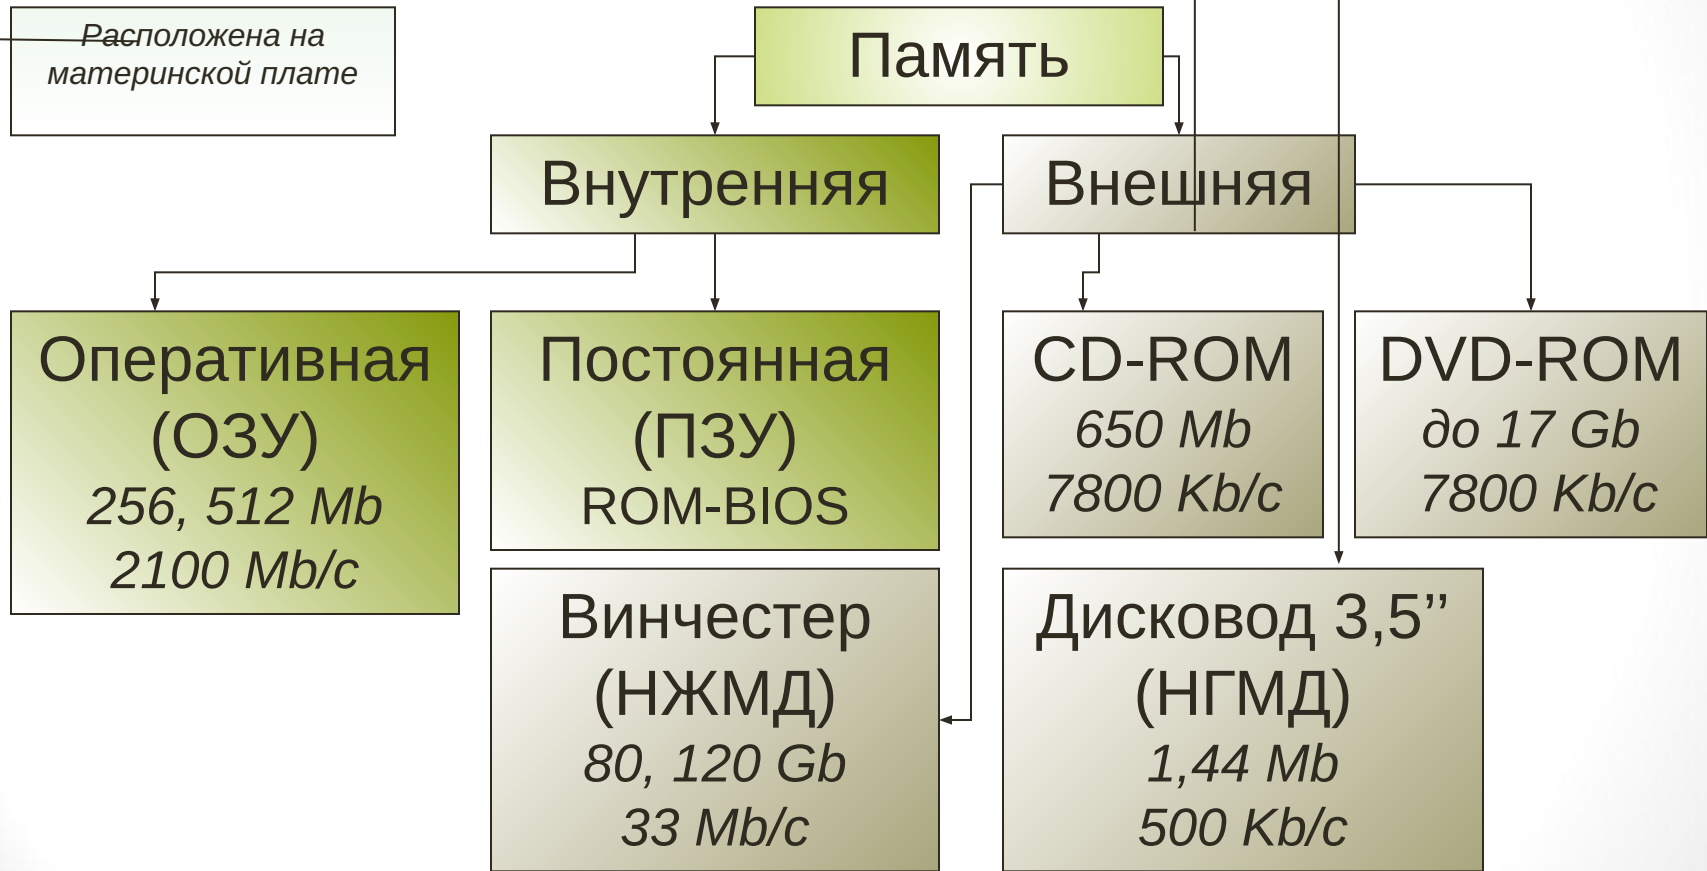 Расположена на
материнской плате
Память
Внутренняя
Внешняя
Оперативная
(ОЗУ)
256, 512 Mb
2100 Mb/c
Постоянная
(ПЗУ)
ROM-BIOS
CD-ROM
650 Mb
7800 Kb/c
DVD-ROM
до 17 Gb
7800 Kb/c
Винчестер
(НЖМД)
80, 120 Gb
33 Mb/c
Дисковод 3,5’’
(НГМД)
1,44 Mb
500 Kb/c